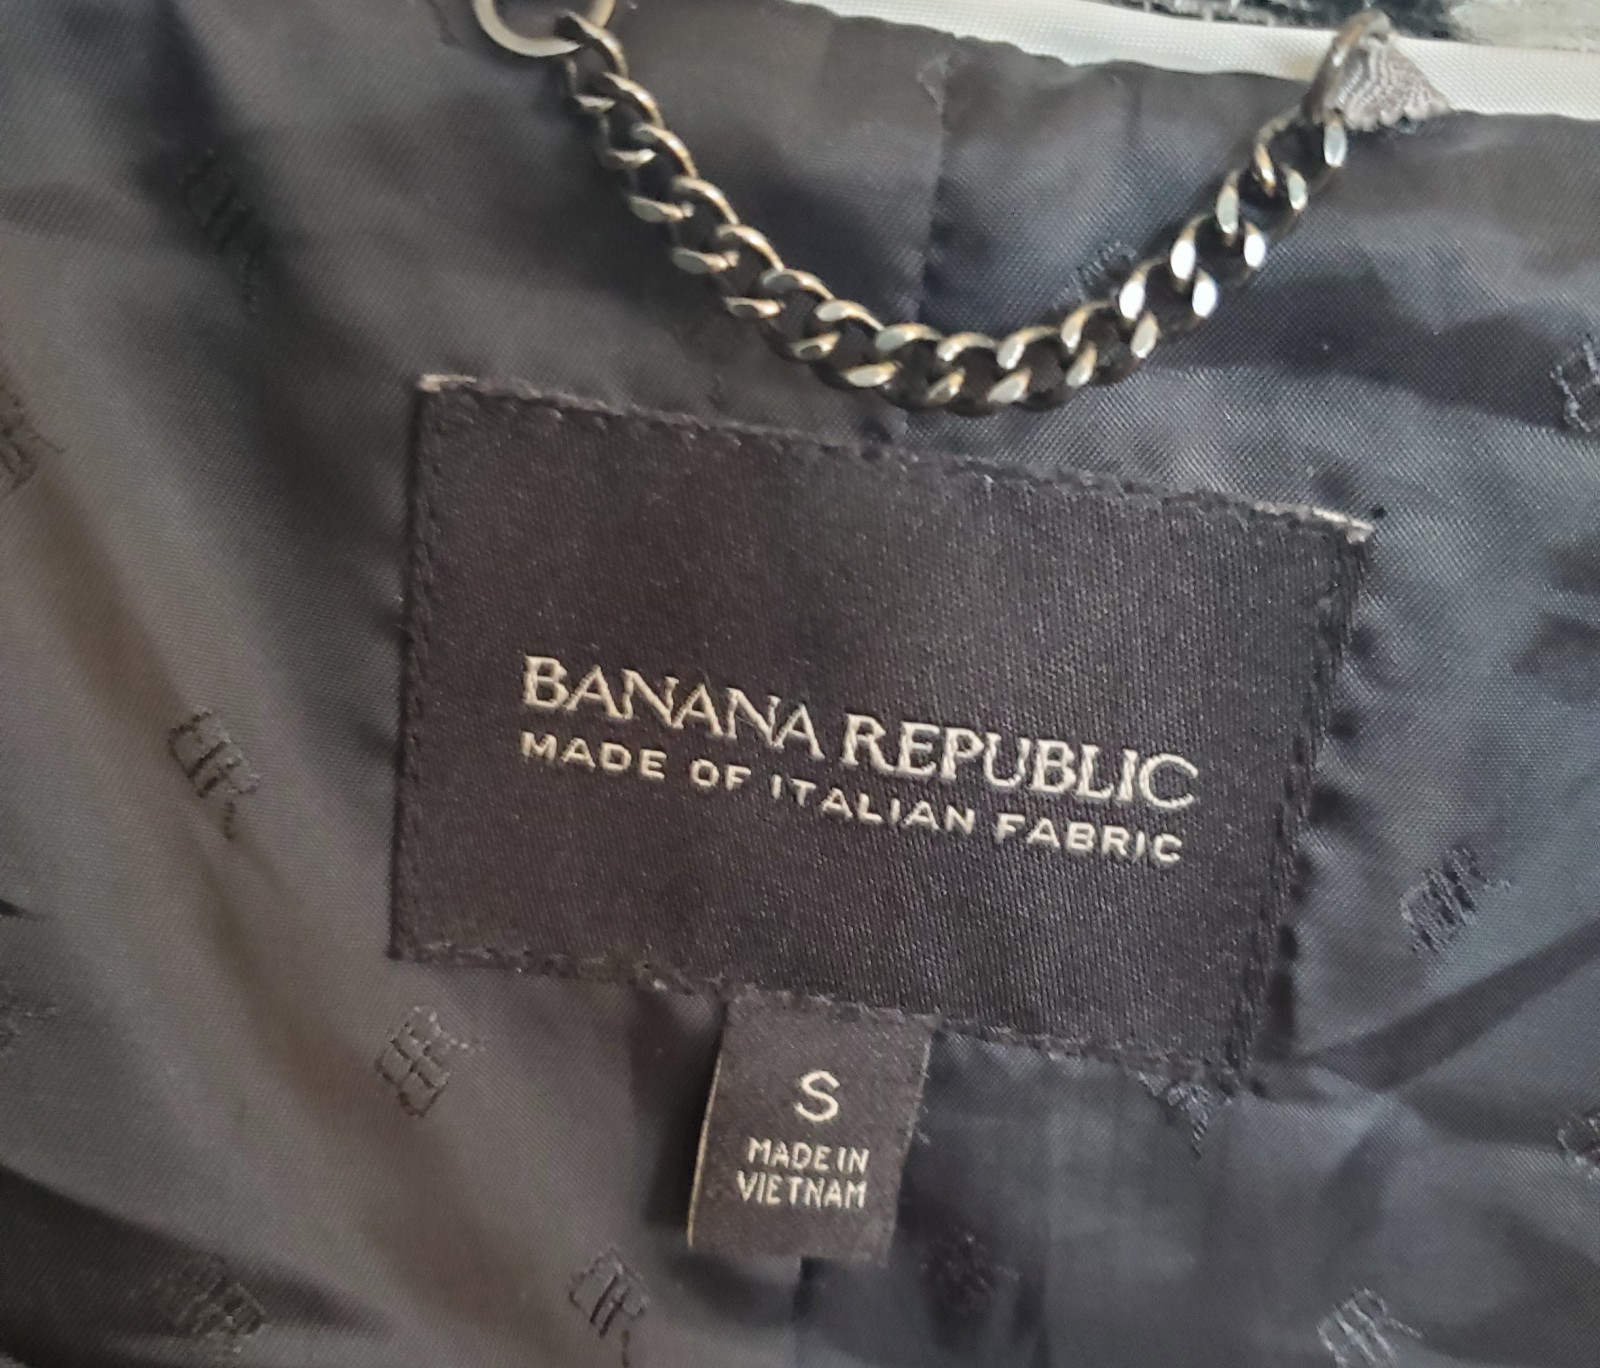 BANANA REPUBLIC
MADE OF ITALIAN FABRIC
S
MADE IN
VIETNAM